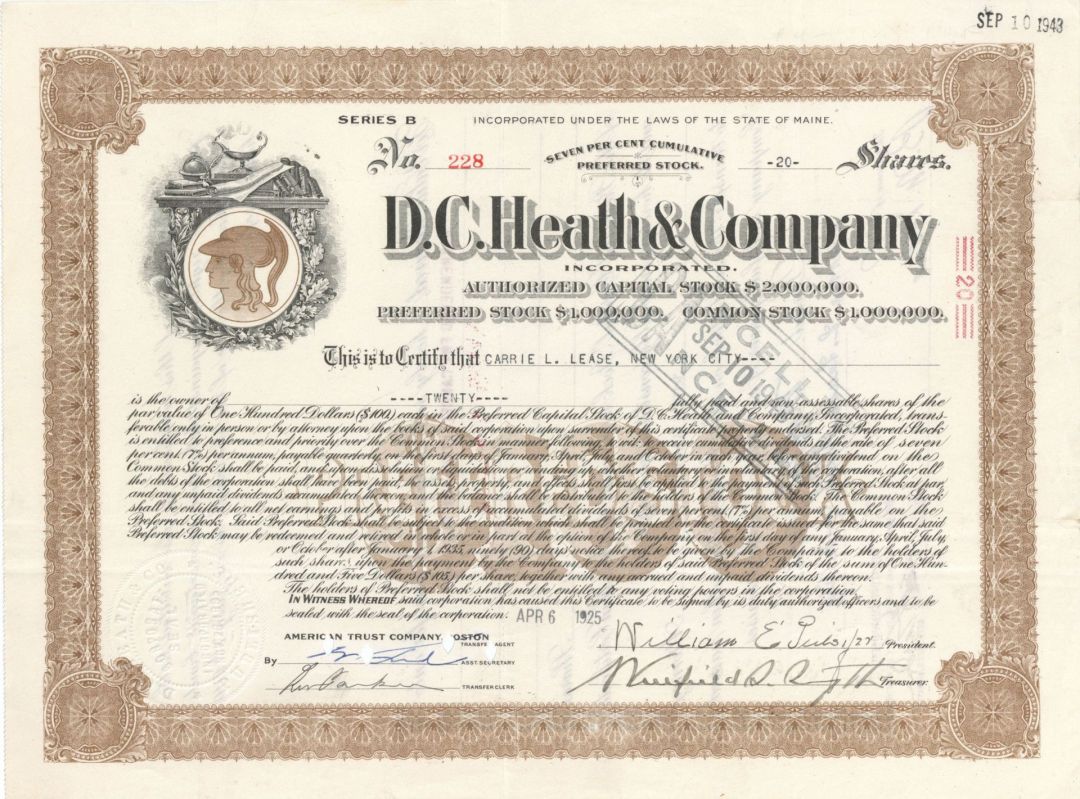 SEP 10 1943
SERIES B INCORPORATED UNDER THE LAWS OF THE STATE OF MAINE.
No. 228 SEVEN PER CENT CUMULATIVE PREFERRED STOCK. -20- Shares.
D.C. Heath & Company
INCORPORATED.
AUTHORIZED CAPITAL STOCK $2,000,000.
PREFERRED STOCK $1,000,000. COMMON STOCK $1,000,000.
20
CANCELLED
SEP 10 19
This is to Certify that CARRIE L. LEASE, NEW YORK CITY----
is the owner of ----TWENTY---- fully paid and non-assessable shares of the
par value of One Hundred Dollars ($100) each in the Preferred Capital Stock of D.C. Heath and Company, Incorporated, trans-
ferable only in person or by attorney upon the books of said corporation upon surrender of this certificate properly endorsed. The Preferred Stock
is entitled to preference and priority over the Common Stock in manner following, to wit: to receive cumulative dividends at the rate of seven
per cent. (7%) per annum, payable quarterly, on the first days of January, April, July and October in each year, before any dividend on the
Common Stock shall be paid, and, upon any dissolution or liquidation and winding up, whether voluntary or involuntary of the corporation, after all
the debts of the corporation shall have been paid, its asset, property, and effects shall first be applied to the payment of such Preferred Stock at par,
and any unpaid dividends accumulated thereon, and the balance shall be distributed to the holders of the Common Stock. The Common Stock
shall be entitled to all net earnings and profits in excess of accumulated dividends of seven per cent. (7%) per annum payable on the
Preferred Stock. Said Preferred Stock shall be subject to the condition, which shall be printed on the certificate issued for the same that said
Preferred Stock may be redeemed and retired in whole or in part at the option of the Company on the first day of any January, April, July,
or October after January 1, 1935, ninety (90) days' notice thereof to be given by the Company to the holders of
such shares, upon the payment by the Company to the holders of said Preferred Stock of the sum of One Hun-
dred and Five Dollars ($105) per share, together with any accrued and unpaid dividends thereon.
The holders of Preferred Stock shall not be entitled to any voting powers in the corporation.
IN WITNESS WHEREOF said corporation has caused this Certificate to be signed by its duly authorized officers and to be
sealed with the seal of the corporation. APR 6 1925
AMERICAN TRUST COMPANY, BOSTON
TRANSFER AGENT
By ASST. SECRETARY
TRANSFER CLERK
William E President.
Winifield S. Smyth Treasurer.